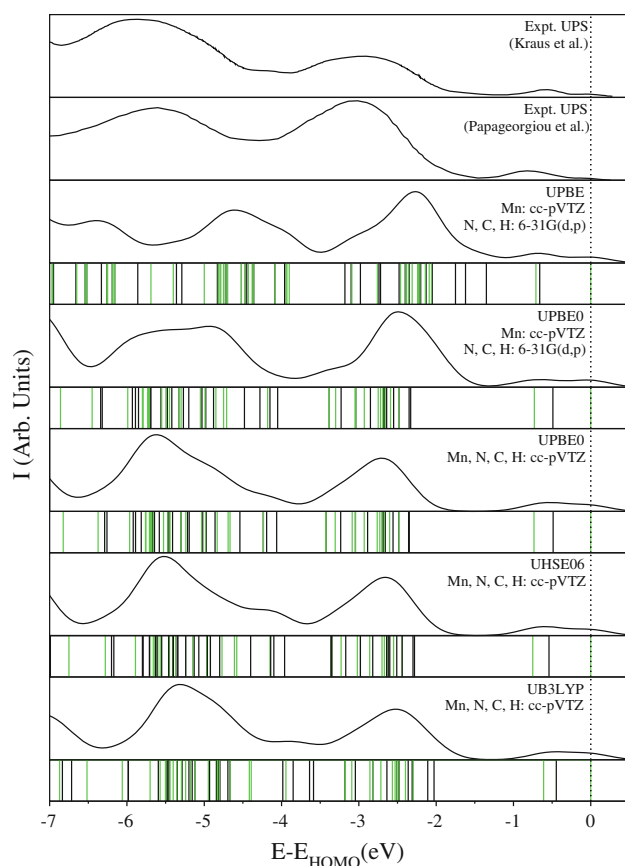 Expt. UPS
(Kraus et al.)
Expt. UPS
(Papageorgiou et al.)
UPBE
Mn: cc-pVTZ
N, C, H: 6-31G(d,p)
UPBE0
Mn: cc-pVTZ
N, C, H: 6-31G(d,p)
UPBE0
Mn, N, C, H: cc-pVTZ
UHSE06
Mn, N, C, H: cc-pVTZ
UB3LYP
Mn, N, C, H: cc-pVTZ
I (Arb. Units)
-7 -6 -5 -4 -3 -2 -1 0
E-E_HOMO(eV)